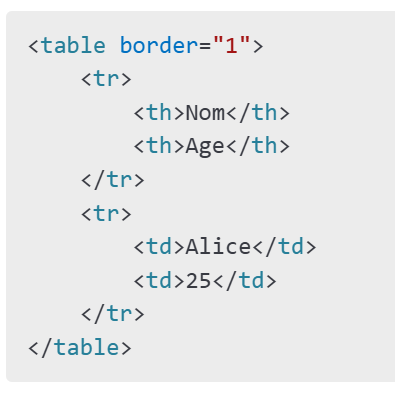 <table border="1">
    <tr>
        <th>Nom</th>
        <th>Age</th>
    </tr>
    <tr>
        <td>Alice</td>
        <td>25</td>
    </tr>
</table>